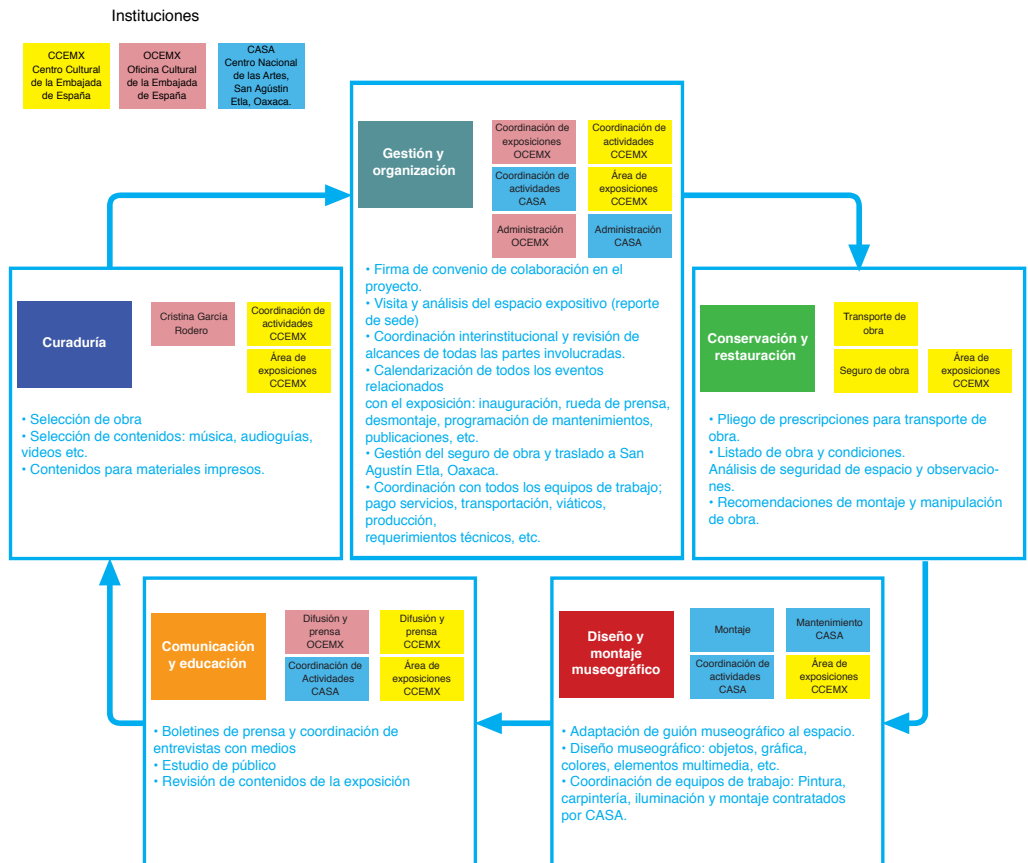 Instituciones
CCEMX
Centro Cultural
de la Embajada
de España
OCEMX
Oficina Cultural
de la Embajada
de España
CASA
Centro Nacional
de las Artes,
San Agústin
Etla, Oaxaca.
Gestión y
organización
Coordinación de
exposiciones
OCEMX
Coordinación de
actividades
CCEMX
Coordinación de
actividades
CASA
Área de
exposiciones
CCEMX
Administración
OCEMX
Administración
CASA
• Firma de convenio de colaboración en el
proyecto.
• Visita y análisis del espacio expositivo (reporte
de sede)
• Coordinación interinstitucional y revisión de
alcances de todas las partes involucradas.
• Calendarización de todos los eventos
relacionados
con el exposición: inauguración, rueda de prensa,
desmontaje, programación de mantenimientos,
publicaciones, etc.
• Gestión del seguro de obra y traslado a San
Agustín Etla, Oaxaca.
• Coordinación con todos los equipos de trabajo;
pago servicios, transportación, viáticos,
producción,
requerimientos técnicos, etc.
Curaduría
Cristina García
Rodero
Coordinación de
actividades
CCEMX
Área de
exposiciones
CCEMX
• Selección de obra
• Selección de contenidos: música, audioguías,
videos etc.
• Contenidos para materiales impresos.
Conservación y
restauración
Transporte de
obra
Seguro de obra
Área de
exposiciones
CCEMX
• Pliego de prescripciones para transporte de
obra.
• Listado de obra y condiciones.
Análisis de seguridad de espacio y observacio-
nes.
• Recomendaciones de montaje y manipulación
de obra.
Comunicación
y educación
Difusión y
prensa
OCEMX
Difusión y
prensa
CCEMX
Coordinación de
Actividades
CASA
Área de
exposiciones
CCEMX
• Boletines de prensa y coordinación de
entrevistas con medios
• Estudio de público
• Revisión de contenidos de la exposición
Diseño y
montaje
museográfico
Montaje
Mantenimiento
CASA
Coordinación de
actividades
CASA
Área de
exposiciones
CCEMX
• Adaptación de guión museográfico al espacio.
• Diseño museográfico: objetos, gráfica,
colores, elementos multimedia, etc.
• Coordinación de equipos de trabajo: Pintura,
carpintería, iluminación y montaje contratados
por CASA.